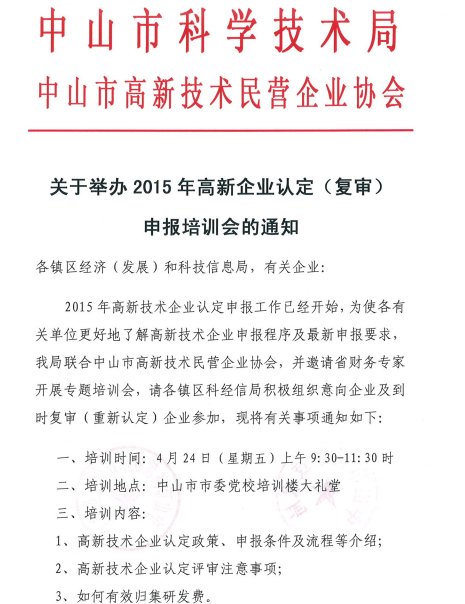 中山市科学技术局
中山市高新技术民营企业协会
关于举办 2015 年高新企业认定（复审）
申报培训会的通知
各镇区经济（发展）和科技信息局，有关企业：
2015 年高新技术企业认定申报工作已经开始，为使各有
关单位更好地了解高新技术企业申报程序及最新申报要求，
我局联合中山市高新技术民营企业协会，并邀请省财务专家
开展专题培训会，请各镇区科经信局积极组织意向企业及到
时复审（重新认定）企业参加，现将有关事项通知如下：
一、培训时间：4 月 24 日（星期五）上午 9:30-11:30 时
二、培训地点：中山市市委党校培训楼大礼堂
三、培训内容：
1、高新技术企业认定政策、申报条件及流程等介绍；
2、高新技术企业认定评审注意事项；
3、如何有效归集研发费。